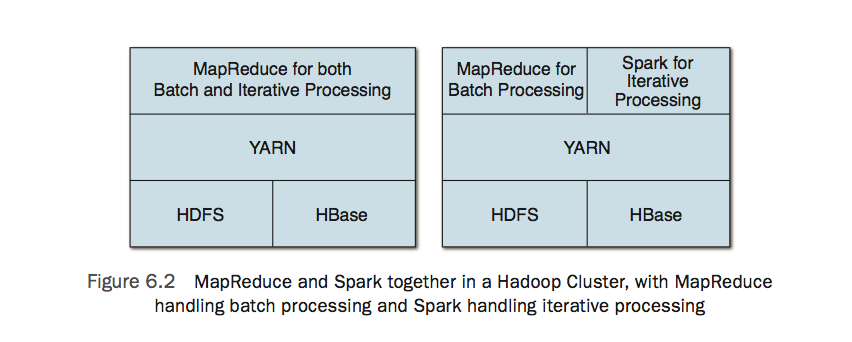 MapReduce for both
Batch and Iterative Processing
YARN
HDFS
HBase
MapReduce for
Batch Processing
Spark for
Iterative
Processing
YARN
HDFS
HBase
Figure 6.2 MapReduce and Spark together in a Hadoop Cluster, with MapReduce
handling batch processing and Spark handling iterative processing